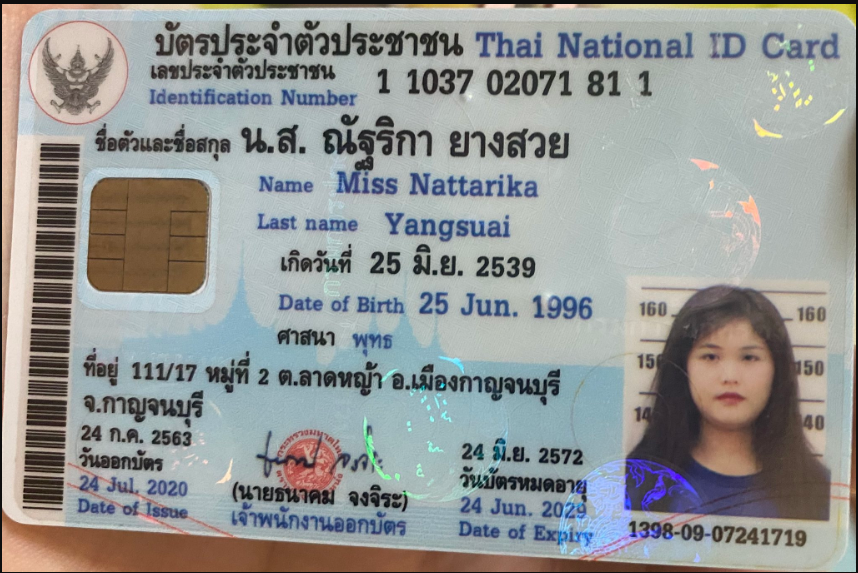 บัตรประจำตัวประชาชน Thai National ID Card
เลขประจำตัวประชาชน
Identification Number 1 1037 02071 81 1
ชื่อตัวและชื่อสกุล น.ส. ณัฐริกา ยางสวย
Name Miss Nattarika
Last name Yangsuai
เกิดวันที่ 25 มิ.ย. 2539
Date of Birth 25 Jun. 1996
ศาสนา พุทธ
ที่อยู่ 111/17 หมู่ที่ 2 ต.ลาดหญ้า อ.เมืองกาญจนบุรี
จ.กาญจนบุรี
24 ก.ค. 2563
วันออกบัตร
24 Jul. 2020
Date of Issue
(นายธนาคม จงจิระ)
เจ้าพนักงานออกบัตร
24 มิ.ย. 2572
วันบัตรหมดอายุ
24 Jun. 2029
Date of Expiry
160 160
150 150
140 140
1398-09-07241719